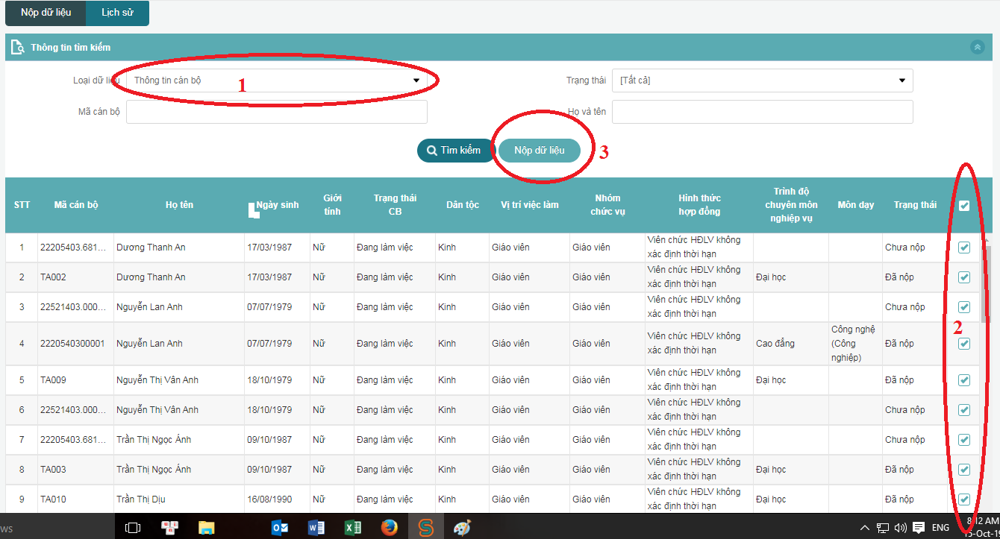 Nộp dữ liệu Lịch sử
Thông tin tìm kiếm
Loại dữ liệu Thông tin cán bộ 1 Trạng thái [Tất cả]
Mã cán bộ Họ và tên
Tìm kiếm Nộp dữ liệu 3
STT Mã cán bộ Họ tên Ngày sinh Giới tính Trạng thái CB Dân tộc Vị trí việc làm Nhóm chức vụ Hình thức hợp đồng Trình độ chuyên môn nghiệp vụ Môn dạy Trạng thái
1 22205403.681... Dương Thanh An 17/03/1987 Nữ Đang làm việc Kinh Giáo viên Giáo viên Viên chức HĐLV không xác định thời hạn Chưa nộp
2 TA002 Dương Thanh An 17/03/1987 Nữ Đang làm việc Kinh Giáo viên Giáo viên Viên chức HĐLV không xác định thời hạn Đại học Đã nộp
3 22521403.000... Nguyễn Lan Anh 07/07/1979 Nữ Đang làm việc Kinh Giáo viên Giáo viên Viên chức HĐLV không xác định thời hạn Chưa nộp
2
4 2220540300001 Nguyễn Lan Anh 07/07/1979 Nữ Đang làm việc Kinh Giáo viên Giáo viên Viên chức HĐLV không xác định thời hạn Cao đẳng Công nghệ (Công nghiệp) Đã nộp
5 TA009 Nguyễn Thị Vân Anh 18/10/1979 Nữ Đang làm việc Kinh Giáo viên Giáo viên Viên chức HĐLV không xác định thời hạn Đại học Đã nộp
6 22521403.000... Nguyễn Thị Vân Anh 18/10/1979 Nữ Đang làm việc Kinh Giáo viên Giáo viên Viên chức HĐLV không xác định thời hạn Chưa nộp
7 22205403.681... Trần Thị Ngọc Ánh 09/10/1987 Nữ Đang làm việc Kinh Giáo viên Giáo viên Viên chức HĐLV không xác định thời hạn Chưa nộp
8 TA003 Trần Thị Ngọc Ánh 09/10/1987 Nữ Đang làm việc Kinh Giáo viên Giáo viên Viên chức HĐLV không xác định thời hạn Đại học Đã nộp
9 TA010 Trần Thị Dịu 16/08/1990 Nữ Đang làm việc Kinh Giáo viên Giáo viên Viên chức HĐLV không xác định thời hạn Đại học Đã nộp
ws ENG 8:12 AM
15-Oct-19